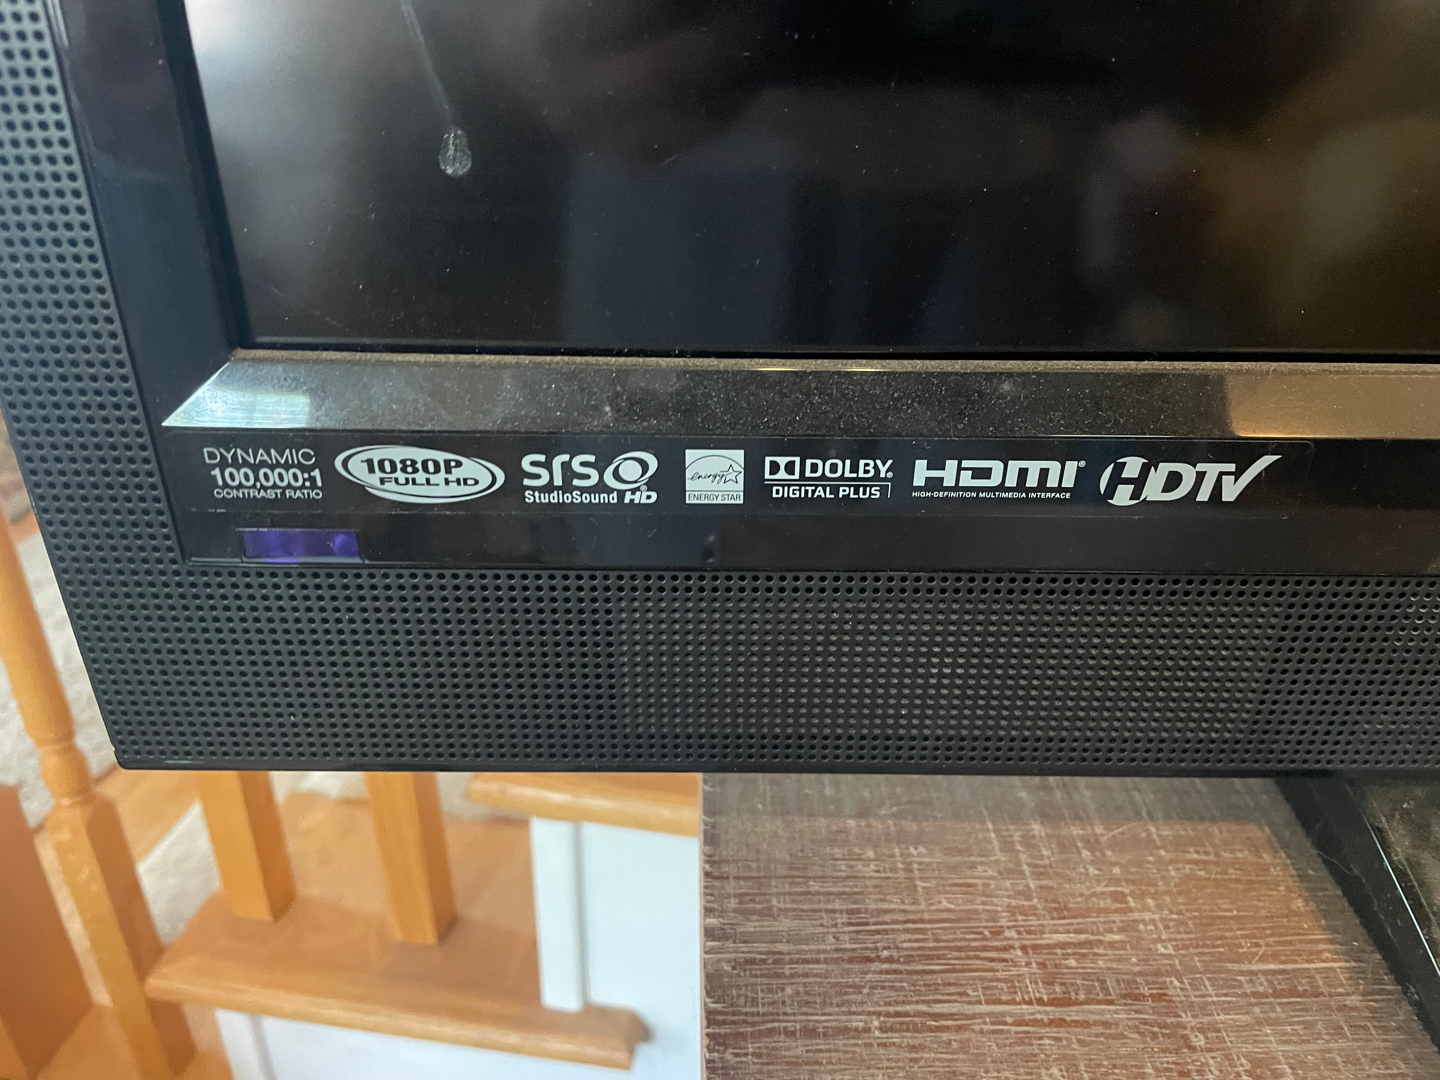 DYNAMIC
100,000:1
CONTRAST RATIO
1080P
FULL HD
SRS
StudioSound HD
energy
ENERGY STAR
DOLBY
DIGITAL PLUS
HDMI®
HIGH-DEFINITION MULTIMEDIA INTERFACE
HDTV